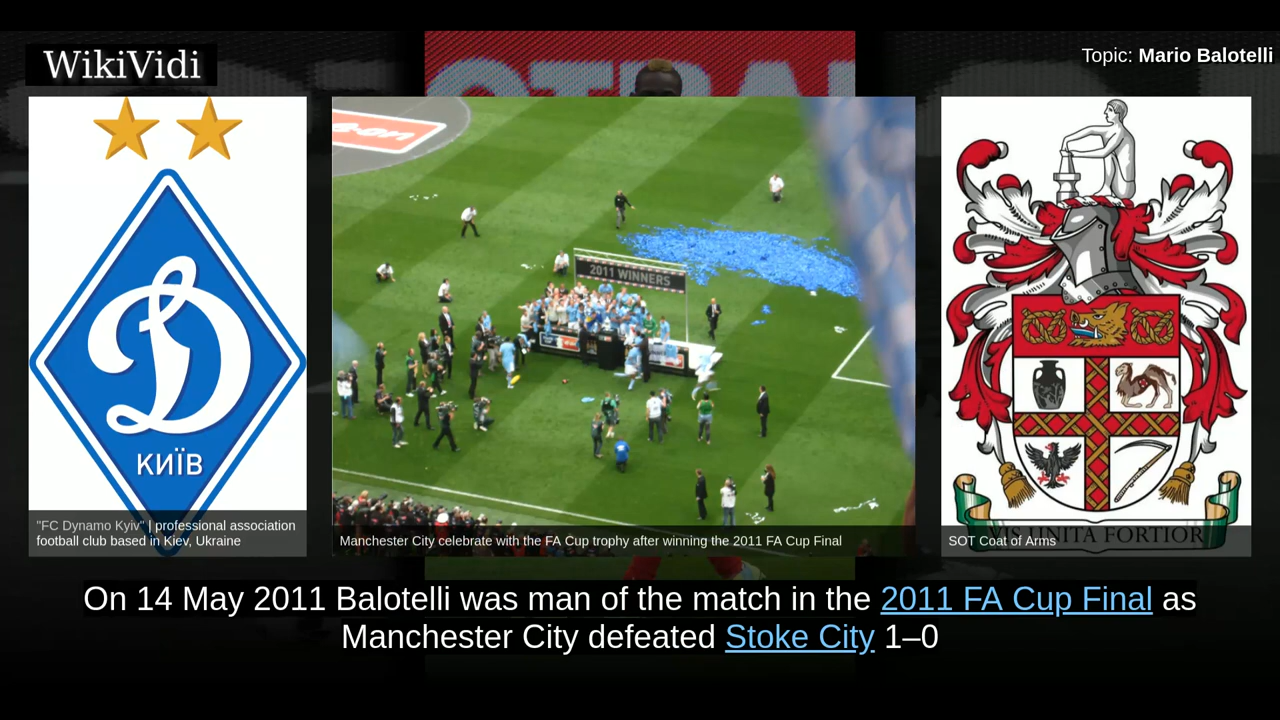 WikiVidi
Topic: Mario Balotelli
e·on
2011 WINNERS
КИЇВ
UNITA FORTIOR
"FC Dynamo Kyiv" | professional association
football club based in Kiev, Ukraine
Manchester City celebrate with the FA Cup trophy after winning the 2011 FA Cup Final
SOT Coat of Arms
On 14 May 2011 Balotelli was man of the match in the 2011 FA Cup Final as
Manchester City defeated Stoke City 1–0